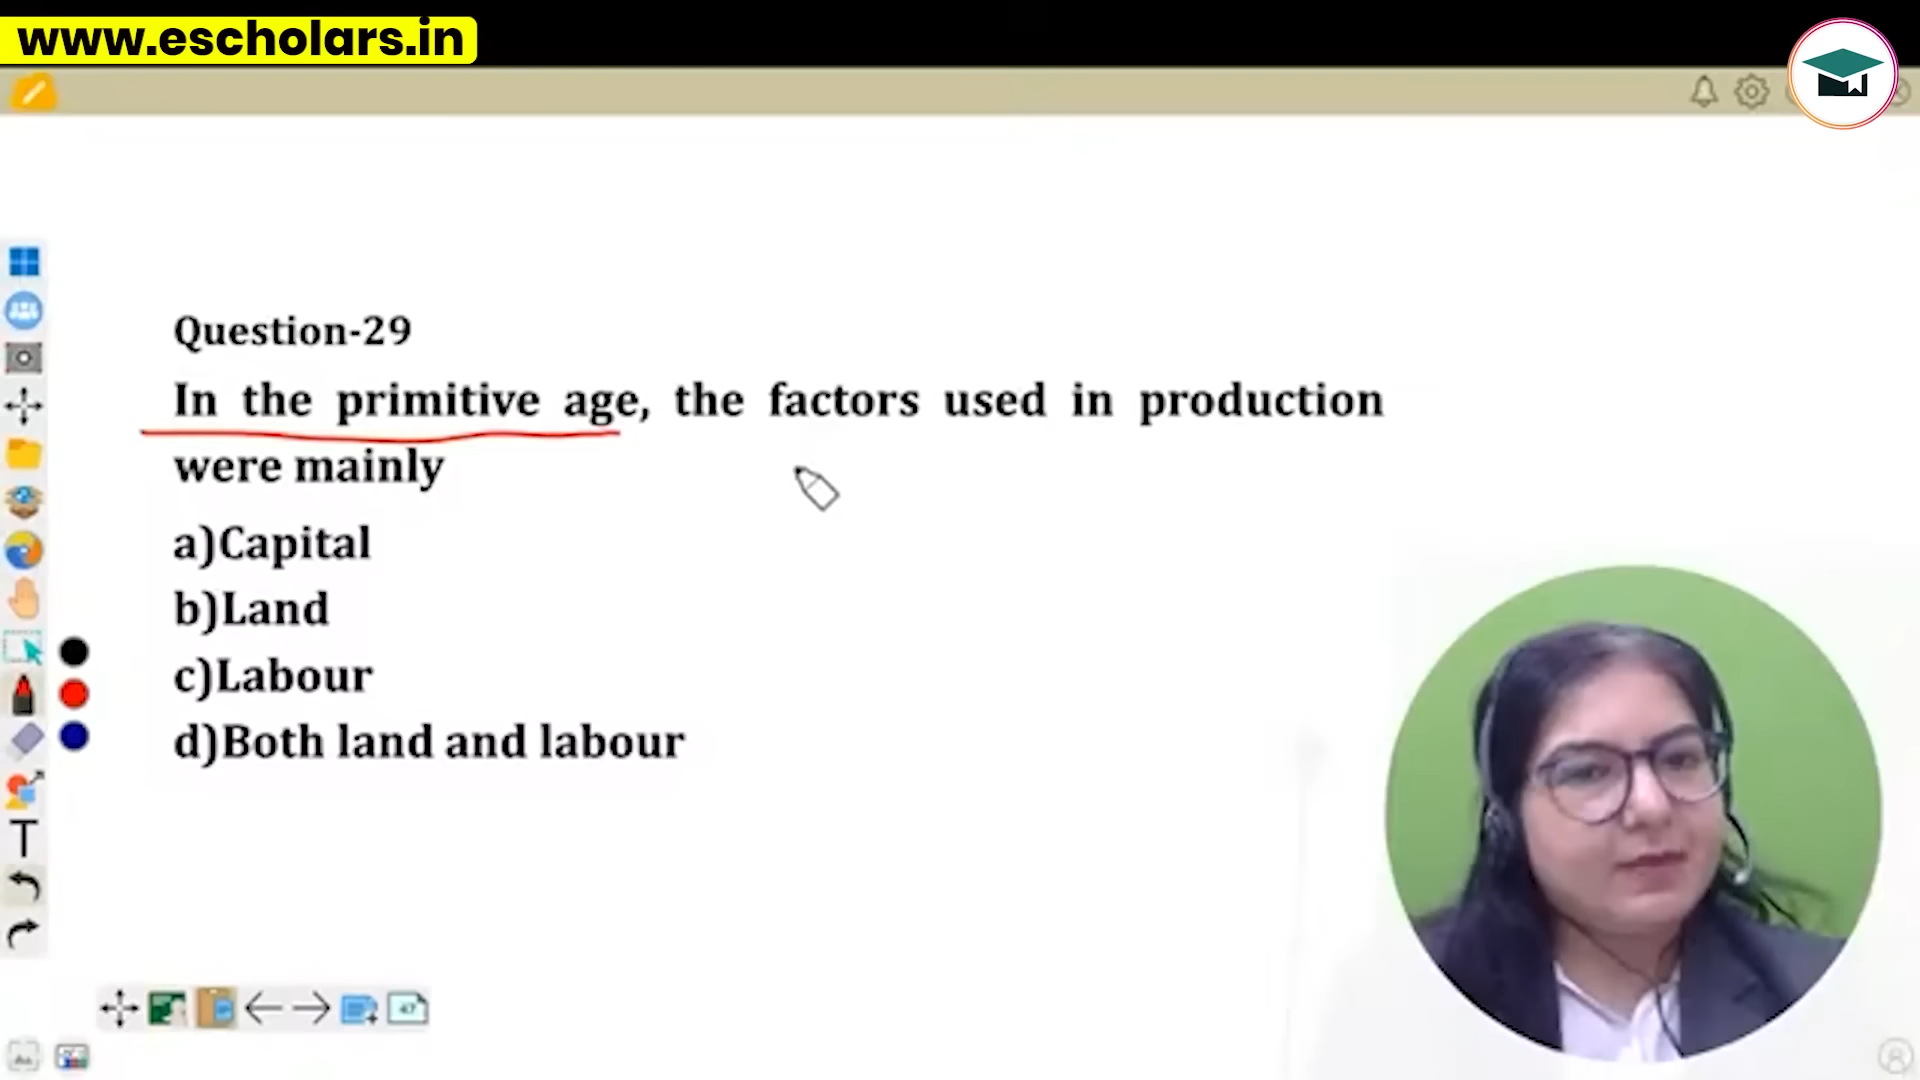 www.escholars.in
Question-29
In the primitive age, the factors used in production
were mainly
a)Capital
b)Land
c)Labour
d)Both land and labour
T
47